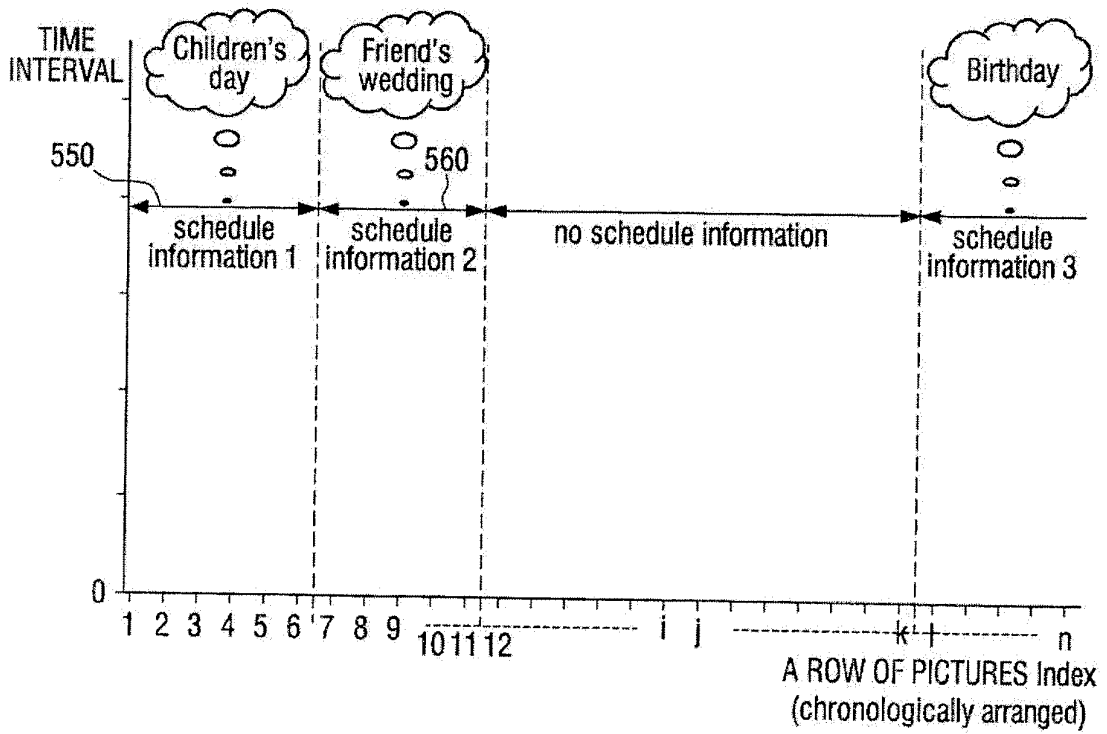 TIME
INTERVAL
Children's
day
Friend's
wedding
Birthday
550
560
schedule
information 1
schedule
information 2
no schedule information
schedule
information 3
0
1 2 3 4 5 6 7 8 9 10 11 12 i j k l n
A ROW OF PICTURES Index
(chronologically arranged)